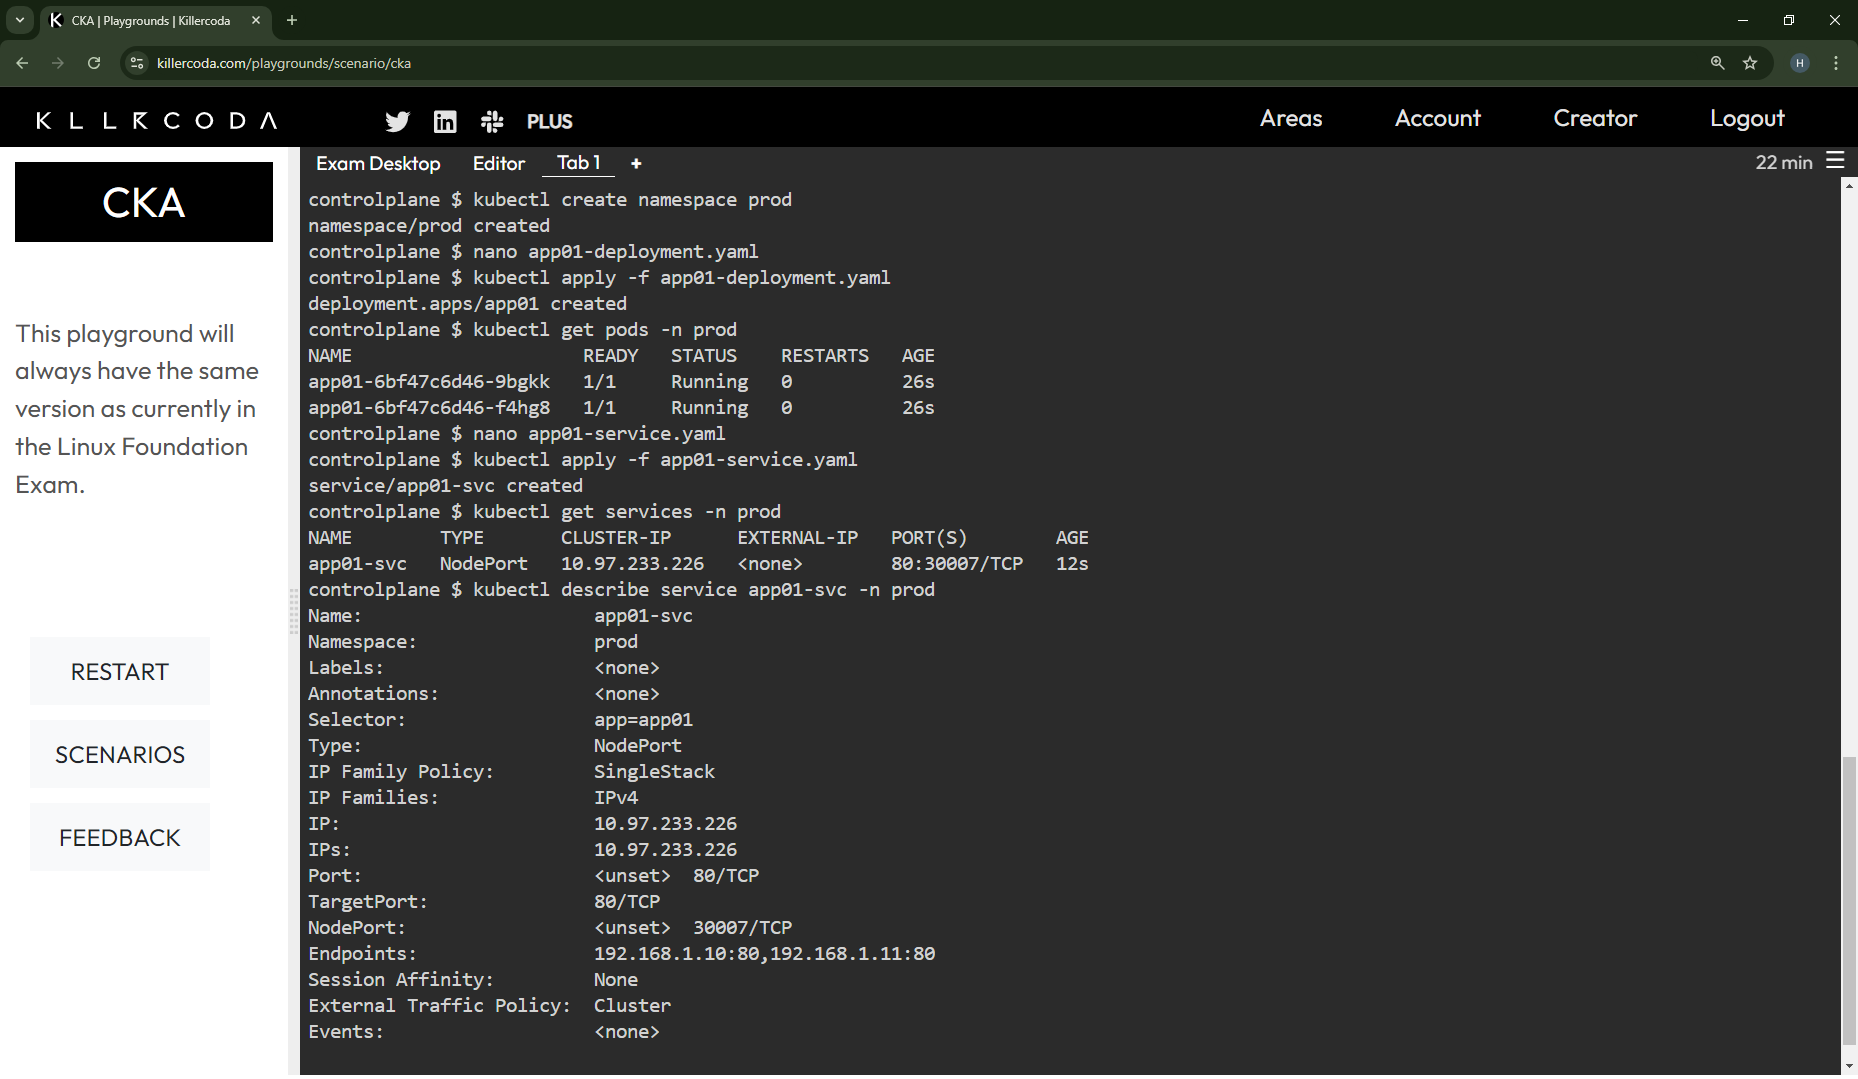 CKA | Playgrounds | Killercoda
killercoda.com/playgrounds/scenario/cka
H
KLLRCODA
PLUS
Areas
Account
Creator
Logout
CKA
This playground will
always have the same
version as currently in
the Linux Foundation
Exam.
RESTART
SCENARIOS
FEEDBACK
Exam Desktop
Editor
Tab 1
+
22 min
controlplane $ kubectl create namespace prod
namespace/prod created
controlplane $ nano app01-deployment.yaml
controlplane $ kubectl apply -f app01-deployment.yaml
deployment.apps/app01 created
controlplane $ kubectl get pods -n prod
NAME                     READY   STATUS    RESTARTS   AGE
app01-6bf47c6d46-9bgkk   1/1     Running   0          26s
app01-6bf47c6d46-f4hg8   1/1     Running   0          26s
controlplane $ nano app01-service.yaml
controlplane $ kubectl apply -f app01-service.yaml
service/app01-svc created
controlplane $ kubectl get services -n prod
NAME        TYPE       CLUSTER-IP      EXTERNAL-IP   PORT(S)        AGE
app01-svc   NodePort   10.97.233.226   <none>        80:30007/TCP   12s
controlplane $ kubectl describe service app01-svc -n prod
Name:                     app01-svc
Namespace:                prod
Labels:                   <none>
Annotations:              <none>
Selector:                 app=app01
Type:                     NodePort
IP Family Policy:         SingleStack
IP Families:              IPv4
IP:                       10.97.233.226
IPs:                      10.97.233.226
Port:                     <unset>  80/TCP
TargetPort:               80/TCP
NodePort:                 <unset>  30007/TCP
Endpoints:                192.168.1.10:80,192.168.1.11:80
Session Affinity:         None
External Traffic Policy:  Cluster
Events:                   <none>